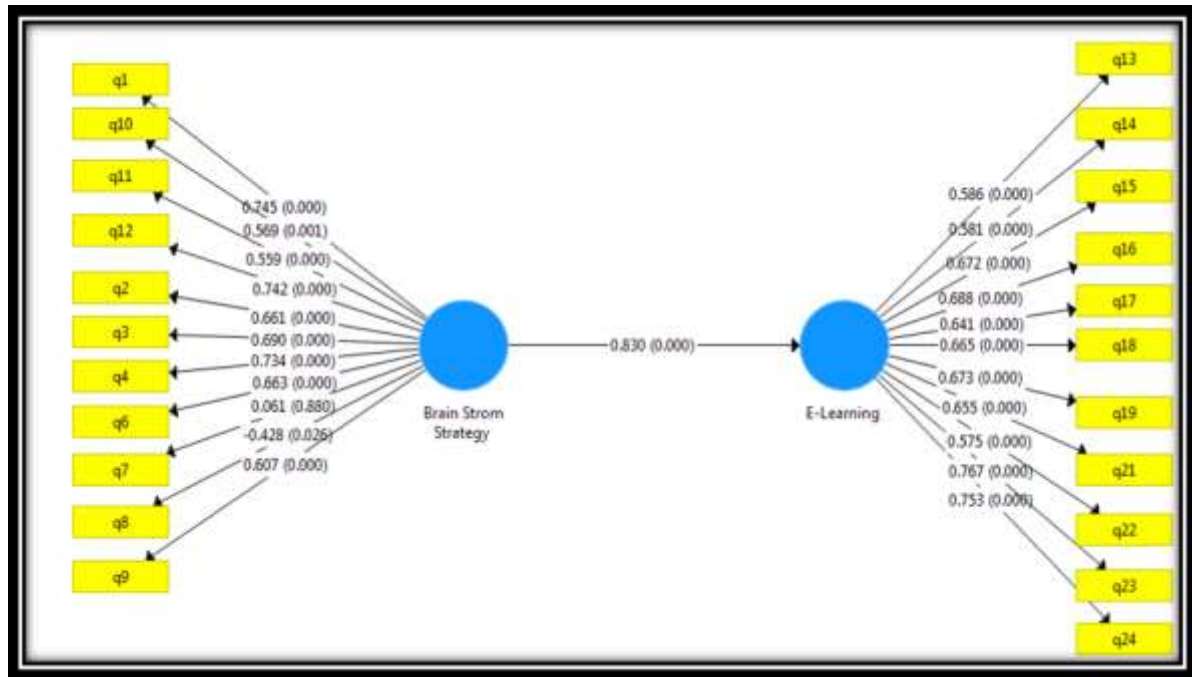 q1
q10
q11
q12
q2
q3
q4
q6
q7
q8
q9
0.745 (0.000)
0.569 (0.001)
0.559 (0.000)
0.742 (0.000)
0.661 (0.000)
0.690 (0.000)
0.734 (0.000)
0.663 (0.000)
0.061 (0.880)
-0.428 (0.026)
0.607 (0.000)
Brain Strom
Strategy
0.830 (0.000)
E-Learning
0.586 (0.000)
0.581 (0.000)
0.672 (0.000)
0.688 (0.000)
0.641 (0.000)
0.665 (0.000)
0.673 (0.000)
0.655 (0.000)
0.575 (0.000)
0.767 (0.000)
0.753 (0.000)
q13
q14
q15
q16
q17
q18
q19
q21
q22
q23
q24